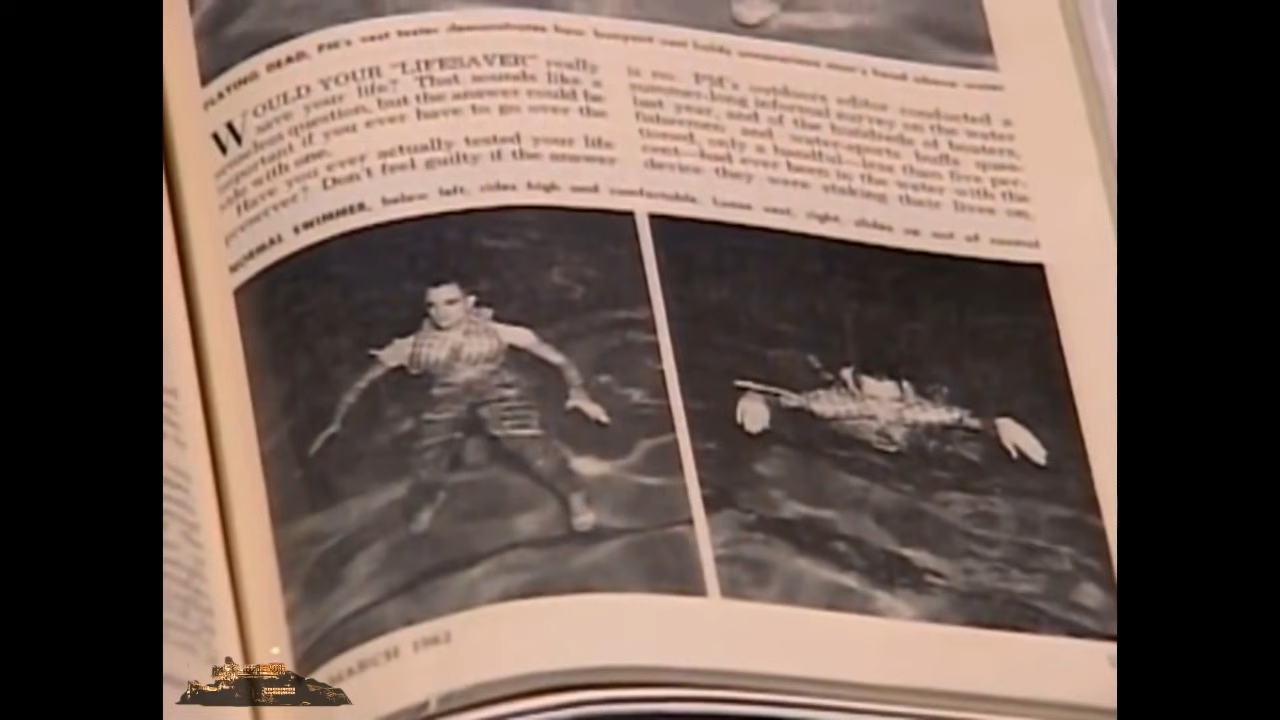 PLAYING DEAD, PM's vest tester demonstrates how buoyant vest holds unconscious man's head above water
WOULD YOUR "LIFESAVER" really
save your life? That sounds like a
senseless question, but the answer could be
important if you ever have to go over the
side with one.
Have you ever actually tested your life
preserver? Don't feel guilty if the answer
is no. PM's outdoors editor conducted a
summer-long informal survey on the water
last year, and of the hundreds of boaters,
fishermen and water-sports buffs ques-
tioned, only a handful—less than five per-
cent—had ever been in the water with the
device they were staking their lives on.
NORMAL SWIMMER, below left, rides high and comfortable. Loose vest, right, slides up out of control
MARCH 1962